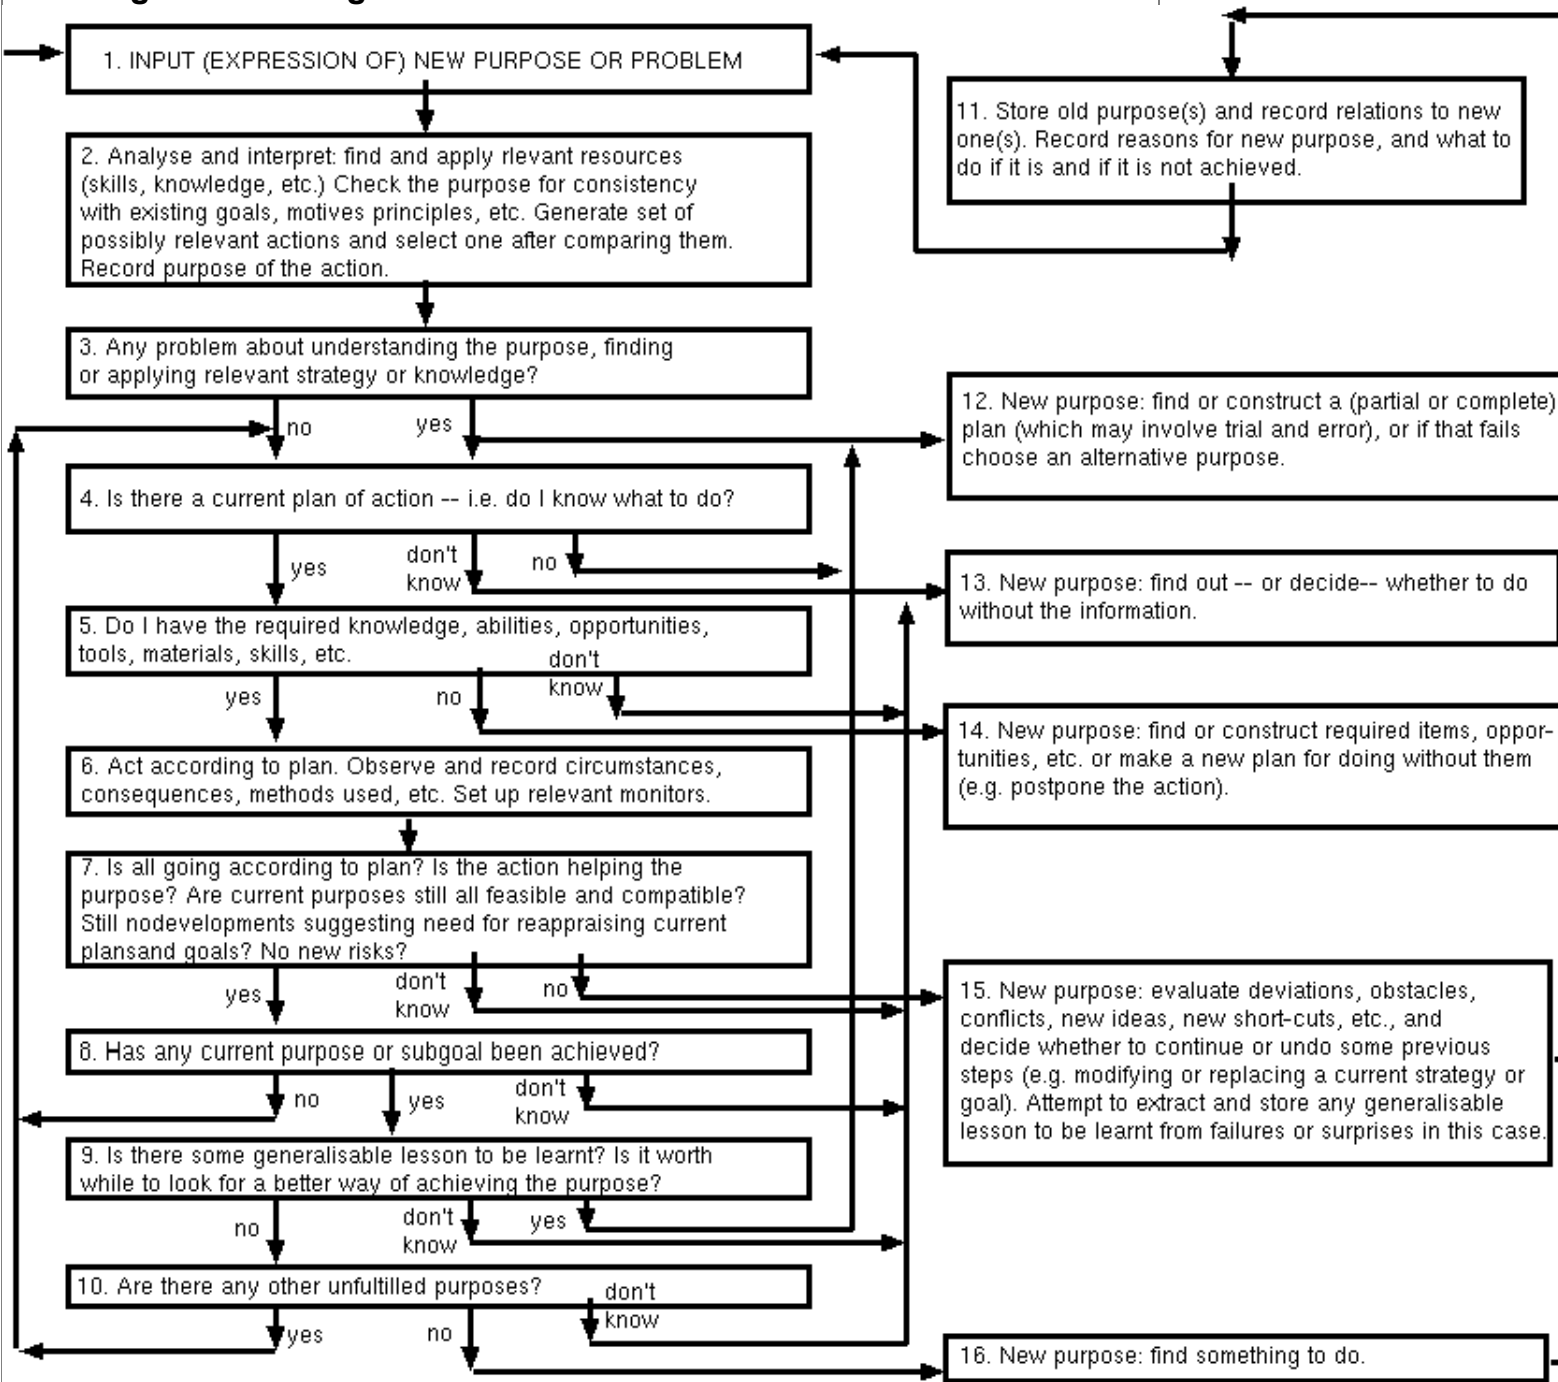 1. INPUT (EXPRESSION OF) NEW PURPOSE OR PROBLEM
2. Analyse and interpret: find and apply rlevant resources
(skills, knowledge, etc.) Check the purpose for consistency
with existing goals, motives principles, etc. Generate set of
possibly relevant actions and select one after comparing them.
Record purpose of the action.
3. Any problem about understanding the purpose, finding
or applying relevant strategy or knowledge?
no
yes
4. Is there a current plan of action -- i.e. do I know what to do?
yes
don't
know
no
5. Do I have the required knowledge, abilities, opportunities,
tools, materials, skills, etc.
yes
no
don't
know
6. Act according to plan. Observe and record circumstances,
consequences, methods used, etc. Set up relevant monitors.
7. Is all going according to plan? Is the action helping the
purpose? Are current purposes still all feasible and compatible?
Still nodevelopments suggesting need for reappraising current
plansand goals? No new risks?
yes
don't
know
no
8. Has any current purpose or subgoal been achieved?
no
yes
don't
know
9. Is there some generalisable lesson to be learnt? Is it worth
while to look for a better way of achieving the purpose?
no
don't
know
yes
10. Are there any other unfultilled purposes?
yes
no
don't
know
11. Store old purpose(s) and record relations to new
one(s). Record reasons for new purpose, and what to
do if it is and if it is not achieved.
12. New purpose: find or construct a (partial or complete)
plan (which may involve trial and error), or if that fails
choose an alternative purpose.
13. New purpose: find out -- or decide-- whether to do
without the information.
14. New purpose: find or construct required items, oppor-
tunities, etc. or make a new plan for doing without them
(e.g. postpone the action).
15. New purpose: evaluate deviations, obstacles,
conflicts, new ideas, new short-cuts, etc., and
decide whether to continue or undo some previous
steps (e.g. modifying or replacing a current strategy or
goal). Attempt to extract and store any generalisable
lesson to be learnt from failures or surprises in this case.
16. New purpose: find something to do.